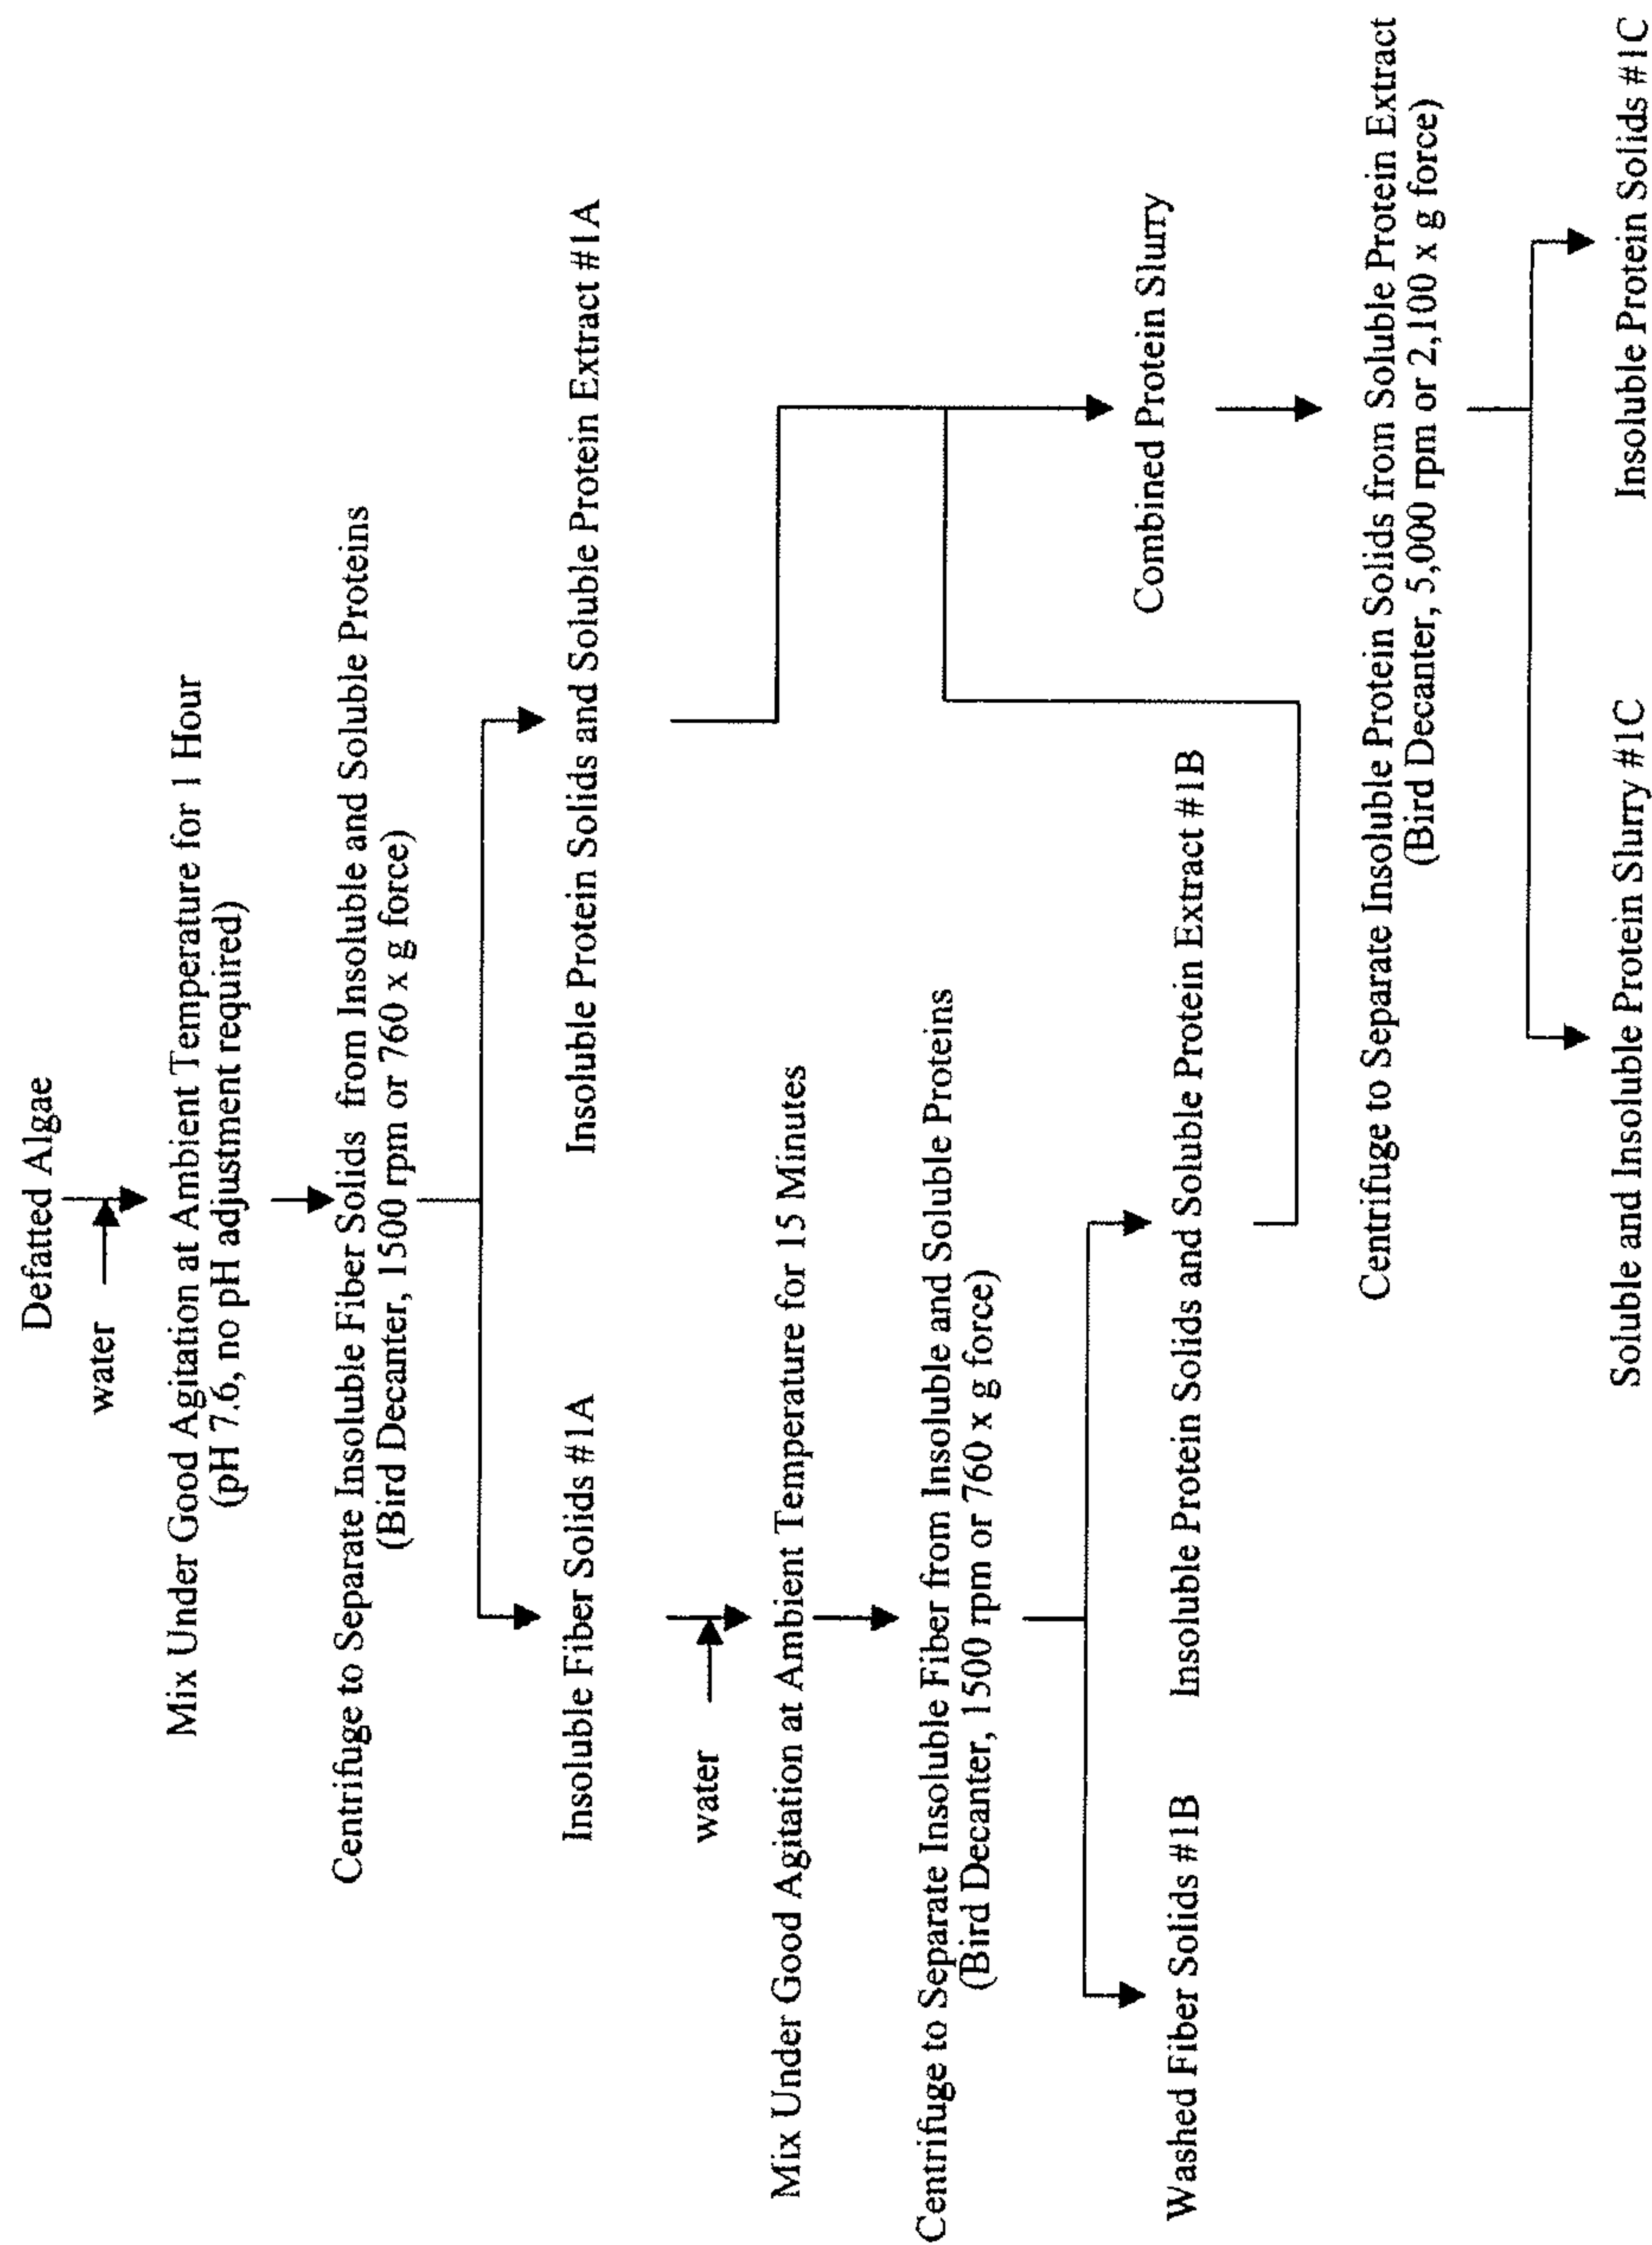 Defatted Algae
water
Mix Under Good Agitation at Ambient Temperature for 1 Hour
(pH 7.6, no pH adjustment required)
Centrifuge to Separate Insoluble Fiber Solids from Insoluble and Soluble Proteins
(Bird Decanter, 1500 rpm or 760 x g force)
Insoluble Fiber Solids #1A
Insoluble Protein Solids and Soluble Protein Extract #1A
water
Mix Under Good Agitation at Ambient Temperature for 15 Minutes
Centrifuge to Separate Insoluble Fiber from Insoluble and Soluble Proteins
(Bird Decanter, 1500 rpm or 760 x g force)
Washed Fiber Solids #1B
Insoluble Protein Solids and Soluble Protein Extract #1B
Combined Protein Slurry
Centrifuge to Separate Insoluble Protein Solids from Soluble Protein Extract
(Bird Decanter, 5,000 rpm or 2,100 x g force)
Soluble and Insoluble Protein Slurry #1C
Insoluble Protein Solids #1C